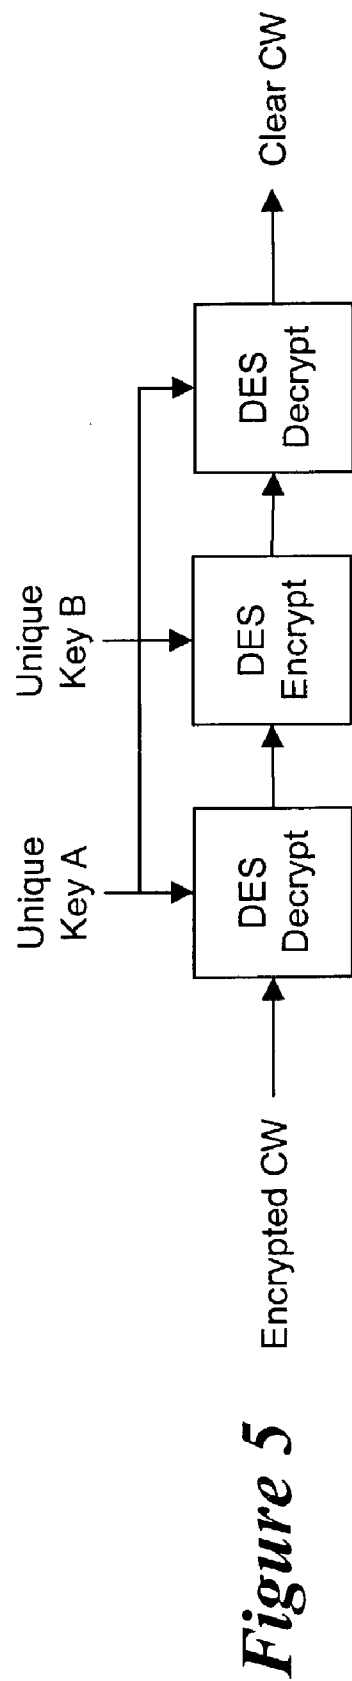 Unique
Key A
Unique
Key B
Encrypted CW
DES
Decrypt
DES
Encrypt
DES
Decrypt
Clear CW
Figure 5